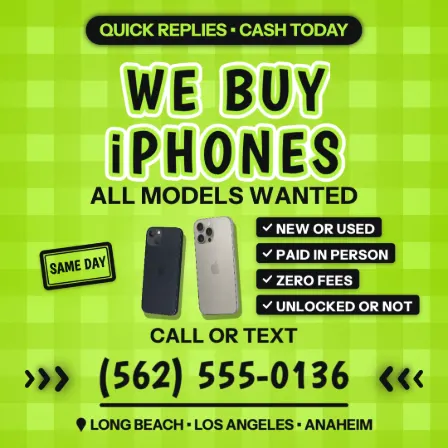 QUICK REPLIES • CASH TODAY
WE BUY
iPHONES
ALL MODELS WANTED
SAME DAY
✓ NEW OR USED
✓ PAID IN PERSON
✓ ZERO FEES
✓ UNLOCKED OR NOT
CALL OR TEXT
(562) 555-0136
LONG BEACH • LOS ANGELES • ANAHEIM